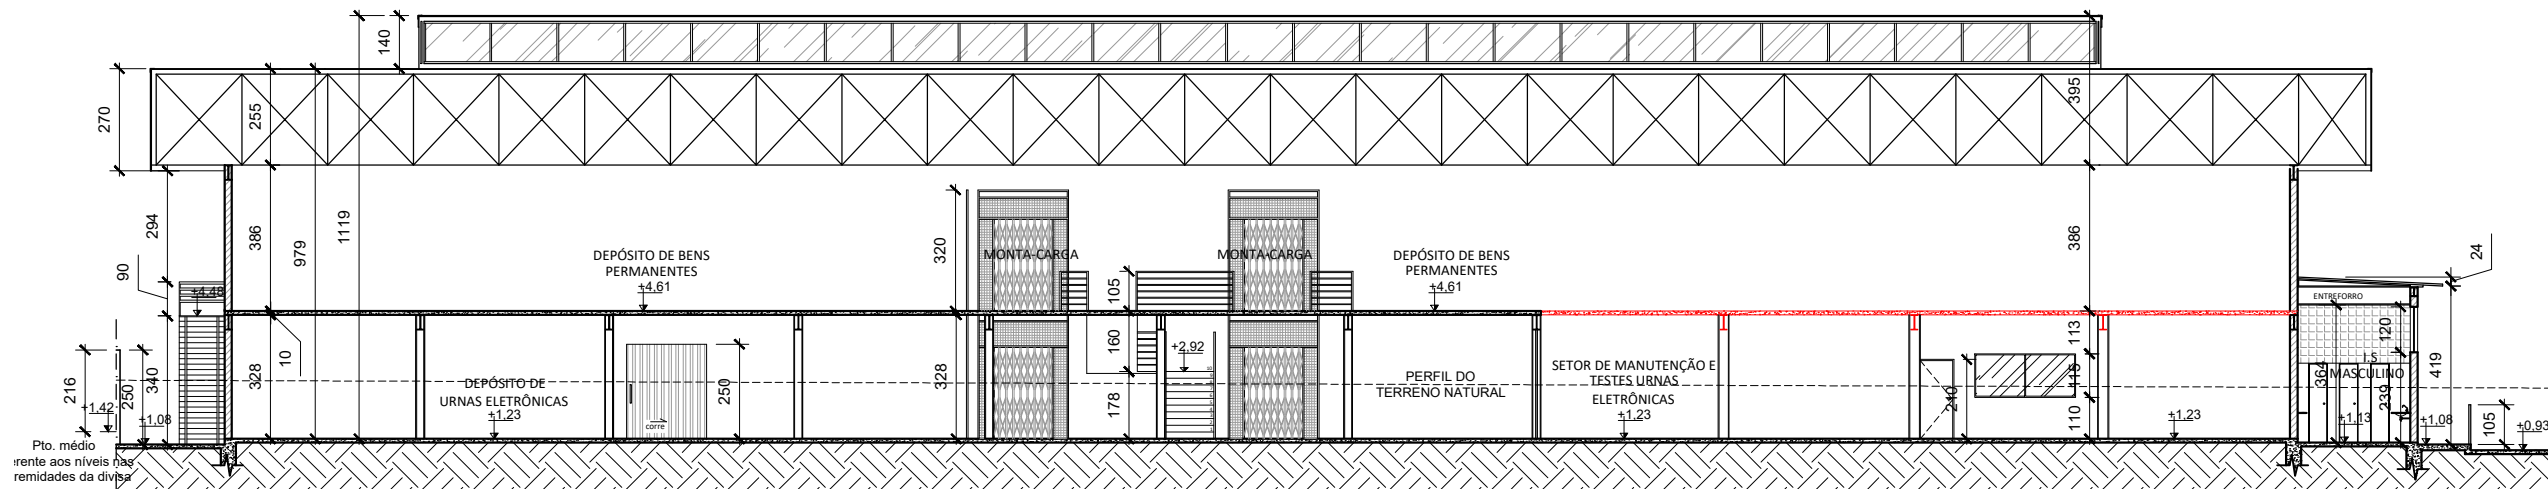 140
395
270
255
294
386
979
1119
320
386
24
DEPÓSITO DE BENS
PERMANENTES
+4,61
MONTA-CARGA
MONTA-CARGA
DEPÓSITO DE BENS
PERMANENTES
+4,61
90
+4,48
105
ENTREFORRO
10
328
340
250
216
+1,42
+1,08
DEPÓSITO DE
URNAS ELETRÔNICAS
+1,23
corre
250
328
160
178
+2,92
PERFIL DO
TERRENO NATURAL
SETOR DE MANUTENÇÃO E
TESTES URNAS
ELETRÔNICAS
+1,23
210
113
115
110
+1,23
120
I.S
MASCULINO
364
239
+1,13
419
+1,08
105
+0,93
Pto. médio
erente aos níveis nas
remidades da divisa